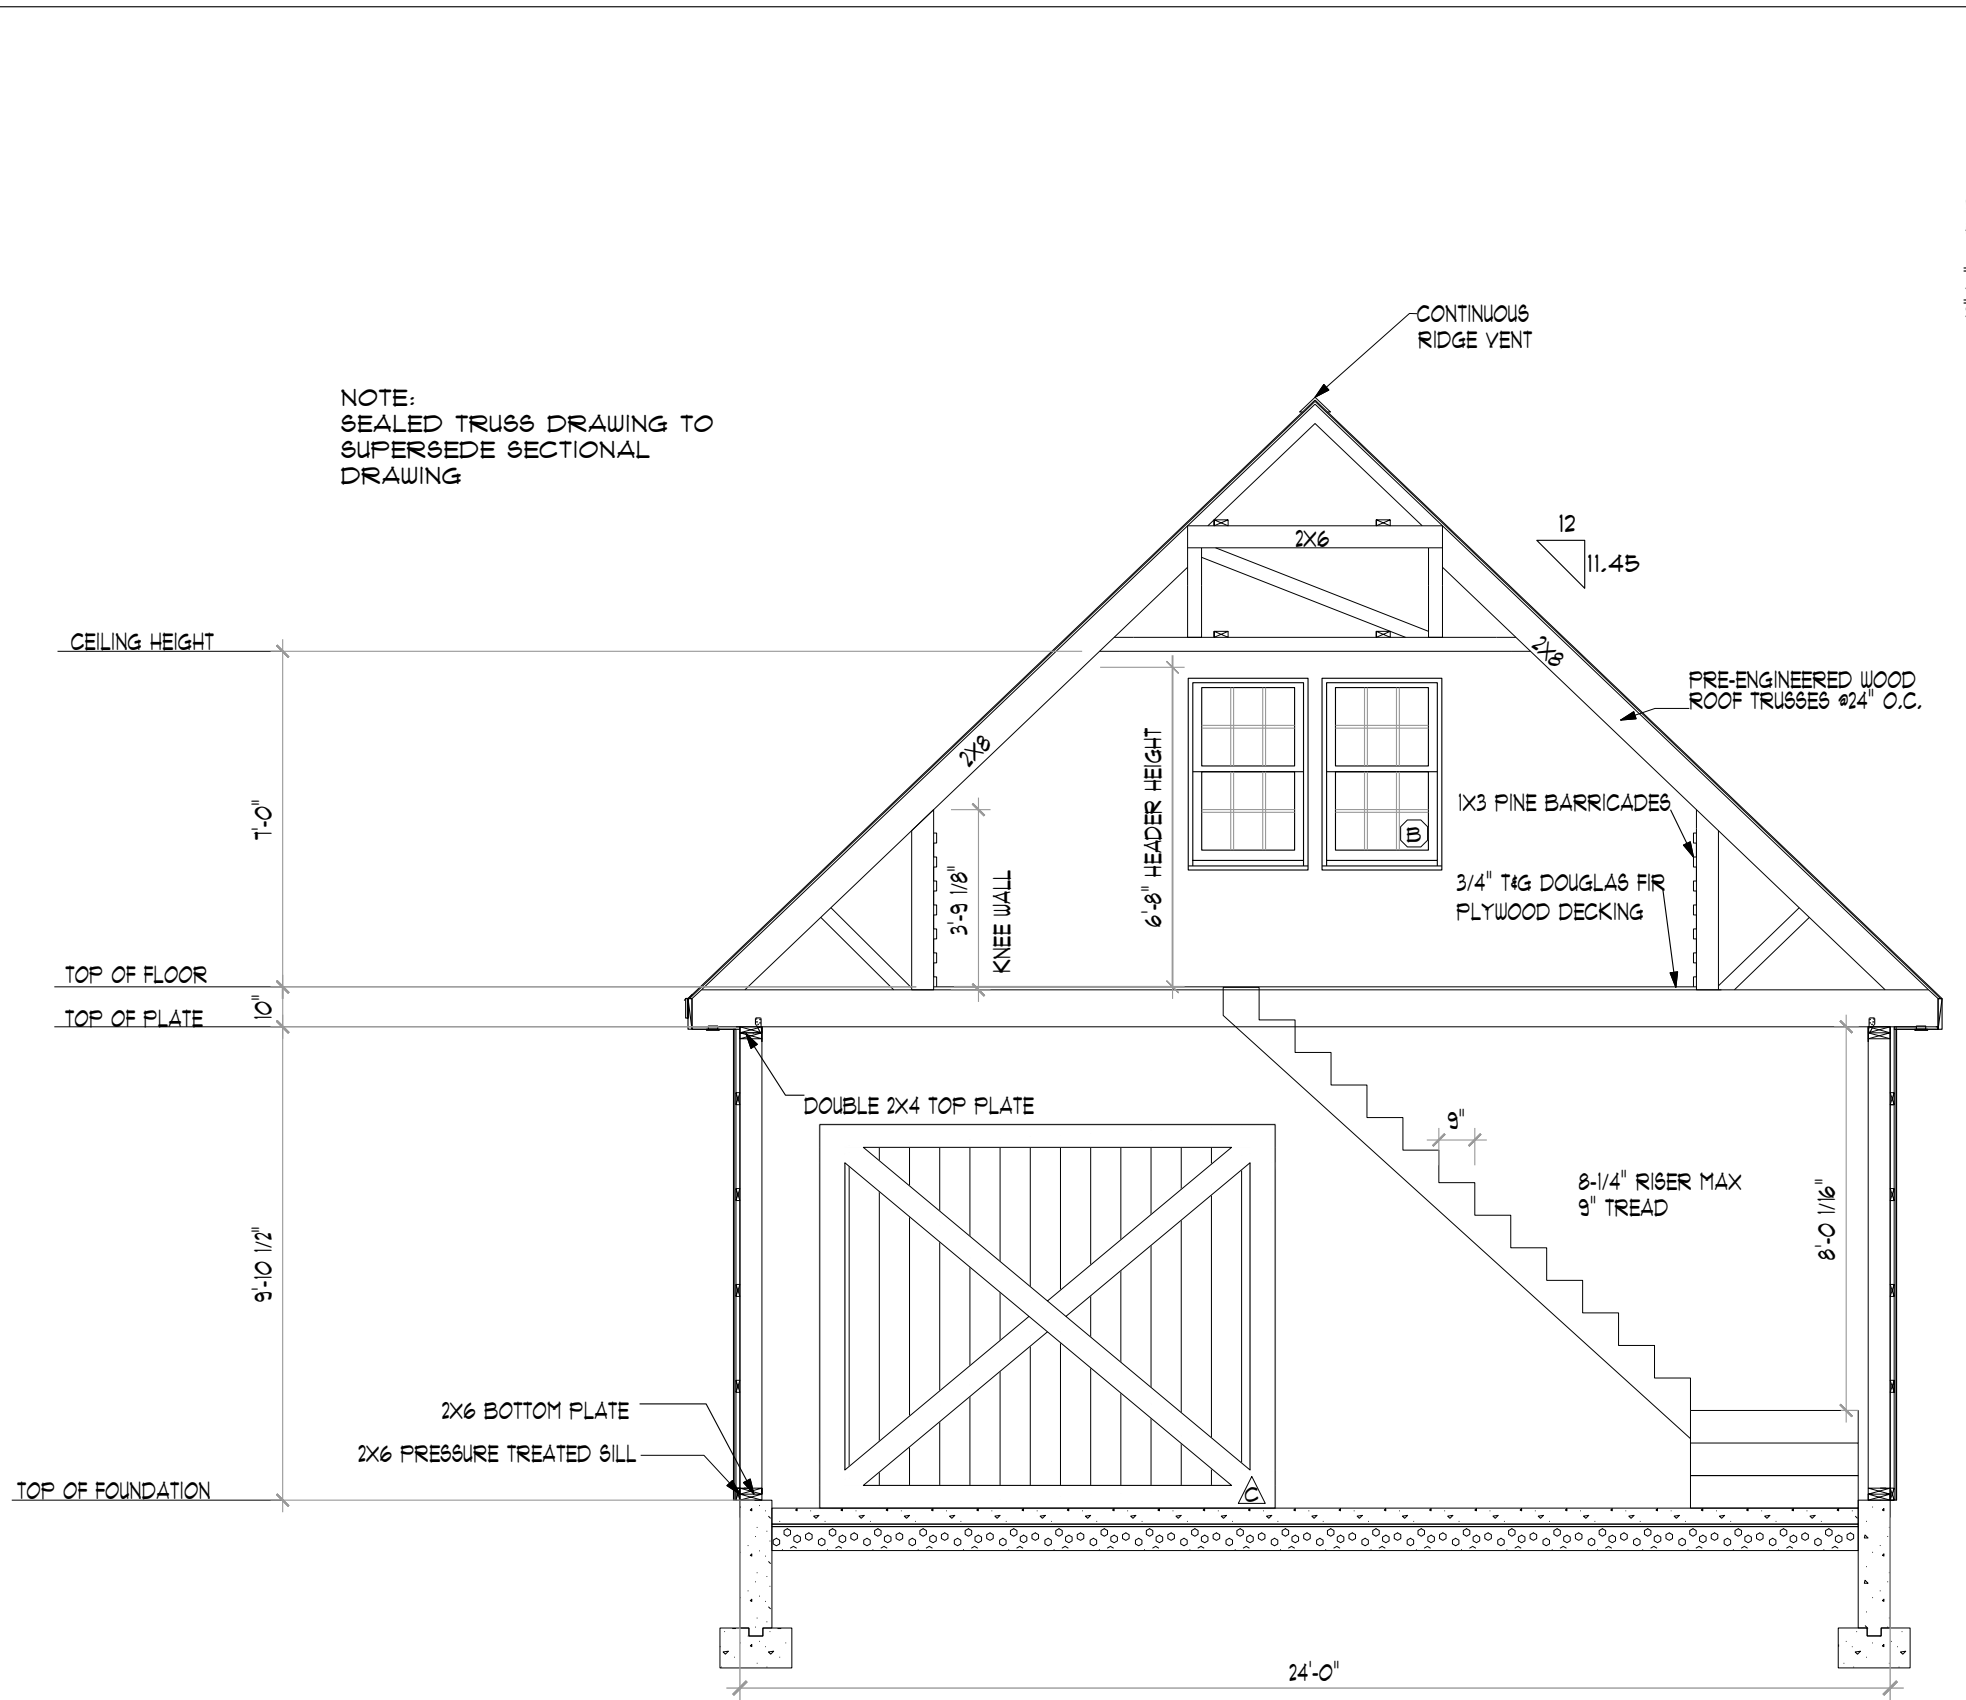 CONTINUOUS
RIDGE VENT
NOTE:
SEALED TRUSS DRAWING TO
SUPERSEDE SECTIONAL
DRAWING
12
11.45
2X6
CEILING HEIGHT
2X8
2X8
PRE-ENGINEERED WOOD
ROOF TRUSSES @24" O.C.
7'-0"
6'-8" HEADER HEIGHT
1X3 PINE BARRICADES
B
3'-9 1/8"
KNEE WALL
3/4" T&G DOUGLAS FIR
PLYWOOD DECKING
TOP OF FLOOR
10"
TOP OF PLATE
DOUBLE 2X4 TOP PLATE
9"
8-1/4" RISER MAX
9" TREAD
8'-0 1/16"
9'-10 1/2"
2X6 BOTTOM PLATE
2X6 PRESSURE TREATED SILL
TOP OF FOUNDATION
C
24'-0"